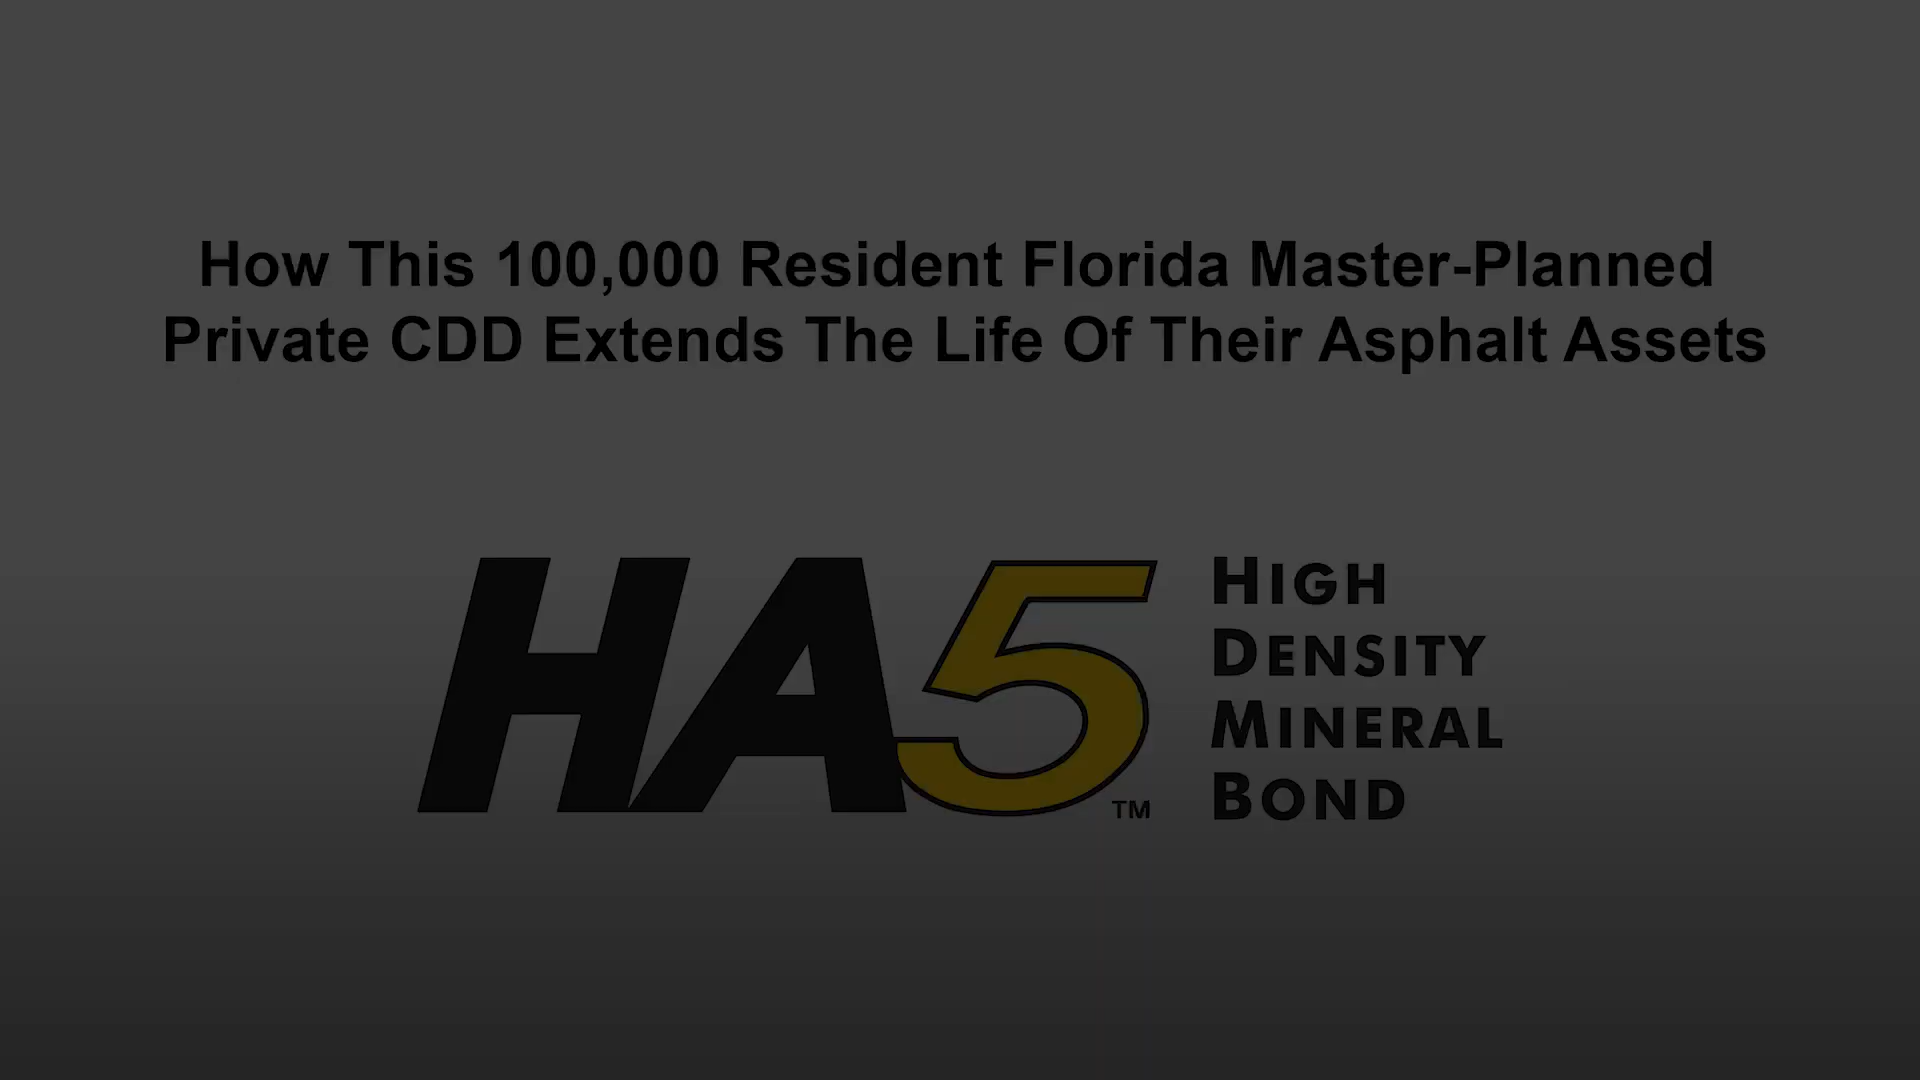 How This 100,000 Resident Florida Master-Planned
Private CDD Extends The Life Of Their Asphalt Assets
HA5™
HIGH
DENSITY
MINERAL
BOND